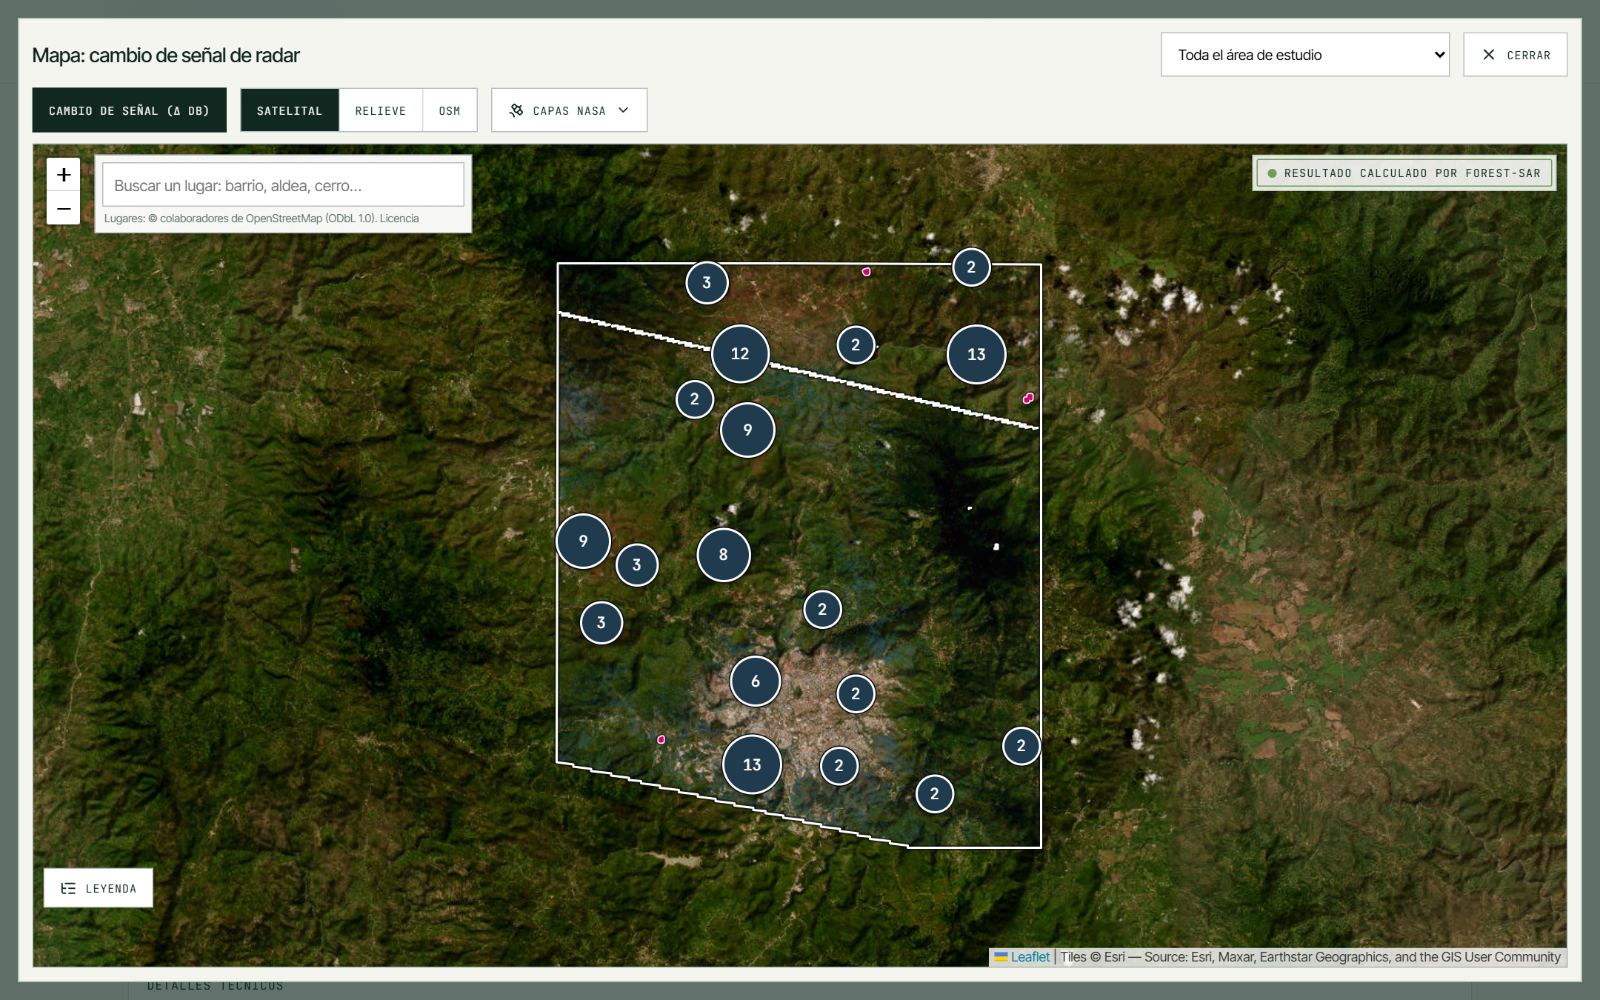 Mapa: cambio de señal de radar
Toda el área de estudio
CERRAR
CAMBIO DE SEÑAL (Δ DB)
SATELITAL
RELIEVE
OSM
CAPAS NASA
+
−
Buscar un lugar: barrio, aldea, cerro...
Lugares: © colaboradores de OpenStreetMap (ODbL 1.0). Licencia
RESULTADO CALCULADO POR FOREST-SAR
2
3
2
12
13
2
9
9
8
3
2
3
6
2
2
13
2
2
LEYENDA
Leaflet | Tiles © Esri — Source: Esri, Maxar, Earthstar Geographics, and the GIS User Community
DETALLES TÉCNICOS